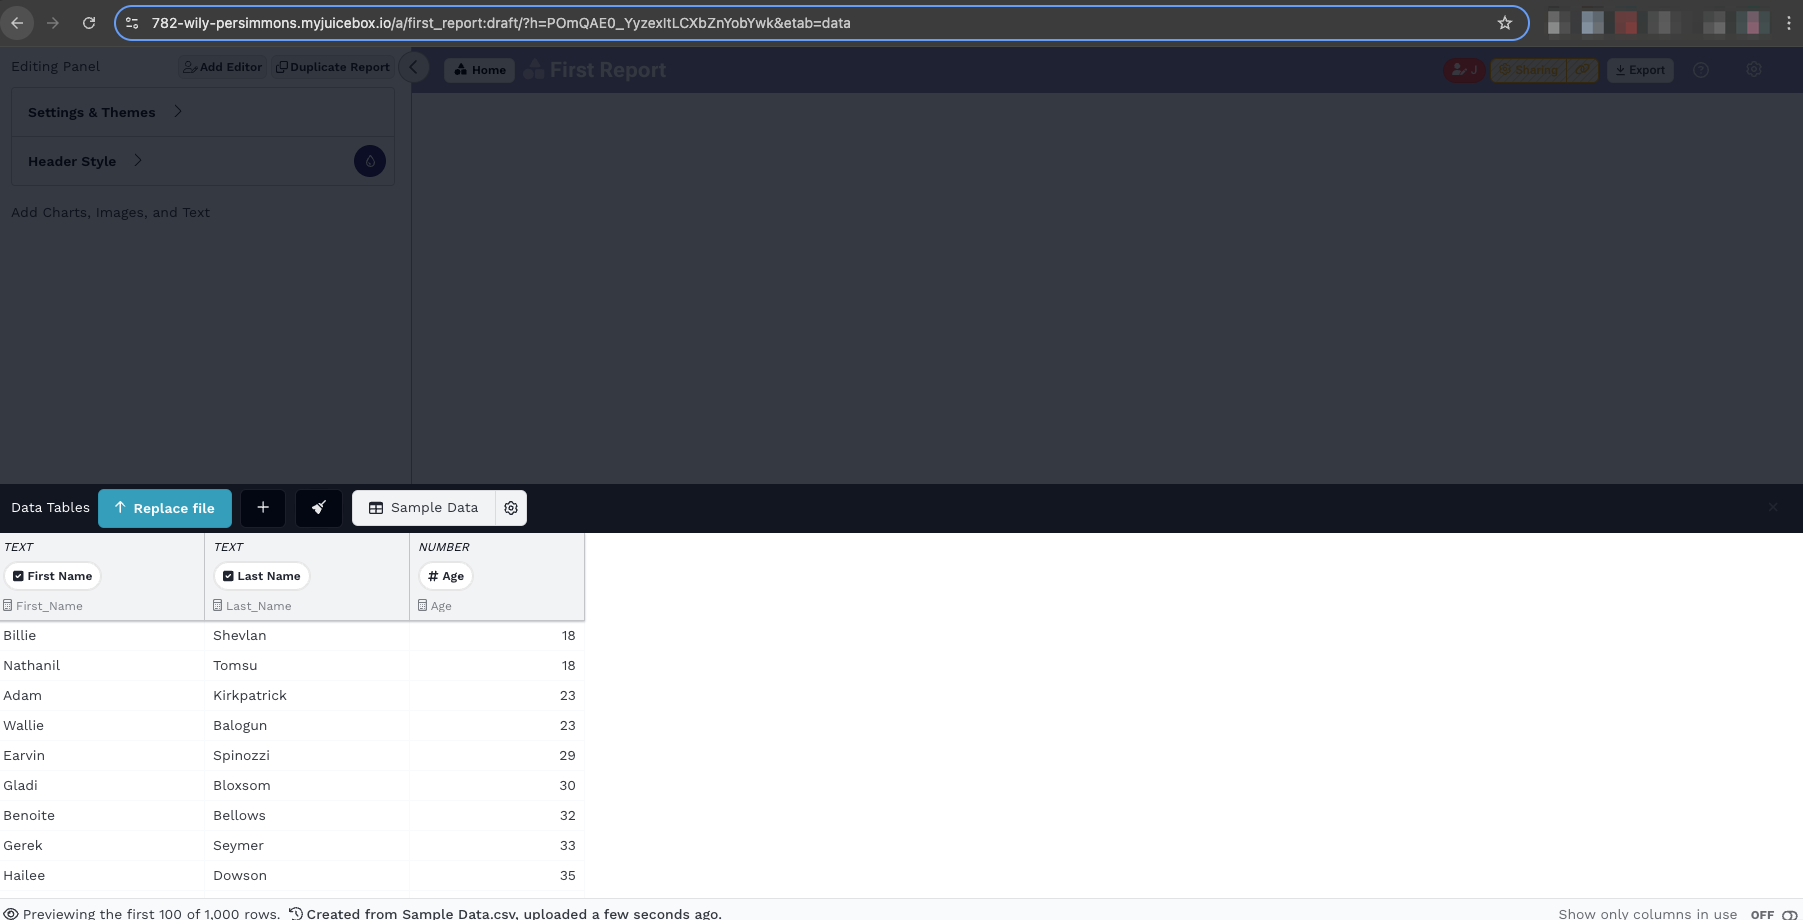 782-wily-persimmons.myjuicebox.io/a/first_report:draft/?h=POmQAE0_YyzexItLCXbZnYobYwk&etab=data
Editing Panel
Add Editor
Duplicate Report
Home
First Report
J
Sharing
Export
Settings & Themes
Header Style
Add Charts, Images, and Text
Data Tables
Replace file
Sample Data
TEXT TEXT NUMBER
First Name Last Name # Age
First_Name Last_Name Age
Billie Shevlan 18
Nathanil Tomsu 18
Adam Kirkpatrick 23
Wallie Balogun 23
Earvin Spinozzi 29
Gladi Bloxsom 30
Benoite Bellows 32
Gerek Seymer 33
Hailee Dowson 35
Previewing the first 100 of 1,000 rows. Created from Sample Data.csv, uploaded a few seconds ago.
Show only columns in use OFF